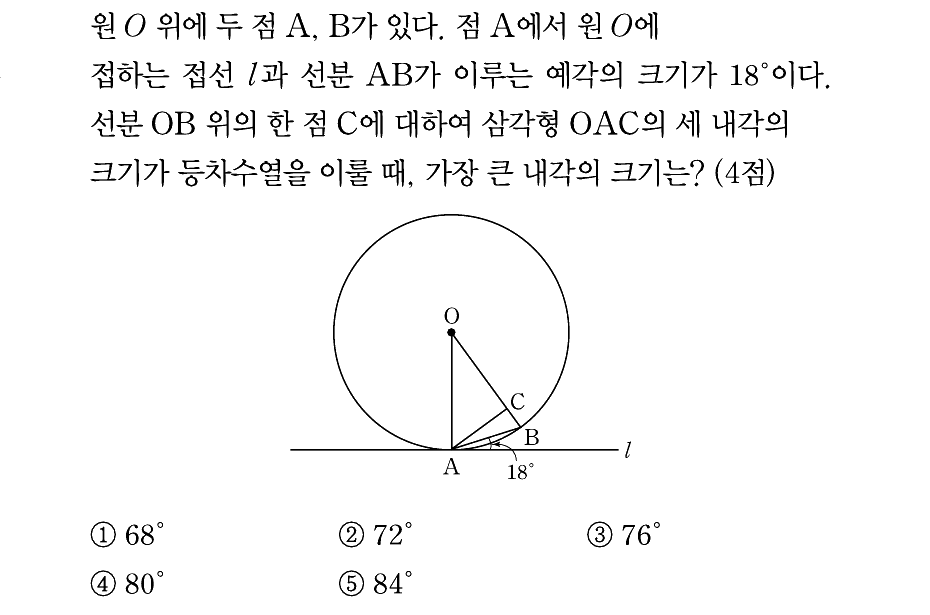 원 O 위에 두 점 A, B가 있다. 점 A에서 원 O에
접하는 접선 l과 선분 AB가 이루는 예각의 크기가 18°이다.
선분 OB 위의 한 점 C에 대하여 삼각형 OAC의 세 내각의
크기가 등차수열을 이룰 때, 가장 큰 내각의 크기는? (4점)
O
C
B
l
A
18°
① 68° ② 72° ③ 76°
④ 80° ⑤ 84°